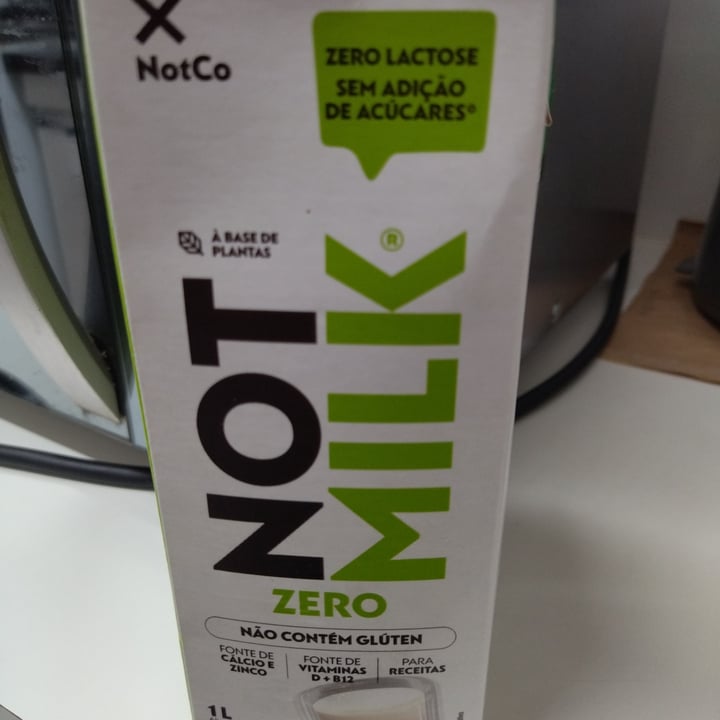 NotCo
ZERO LACTOSE
SEM ADIÇÃO
DE AÇÚCARES*
À BASE DE
PLANTAS
NOT
MILK®
ZERO
NÃO CONTÉM GLÚTEN
FONTE DE
CÁLCIO E
ZINCO
FONTE DE
VITAMINAS
D + B12
PARA
RECEITAS
1 L